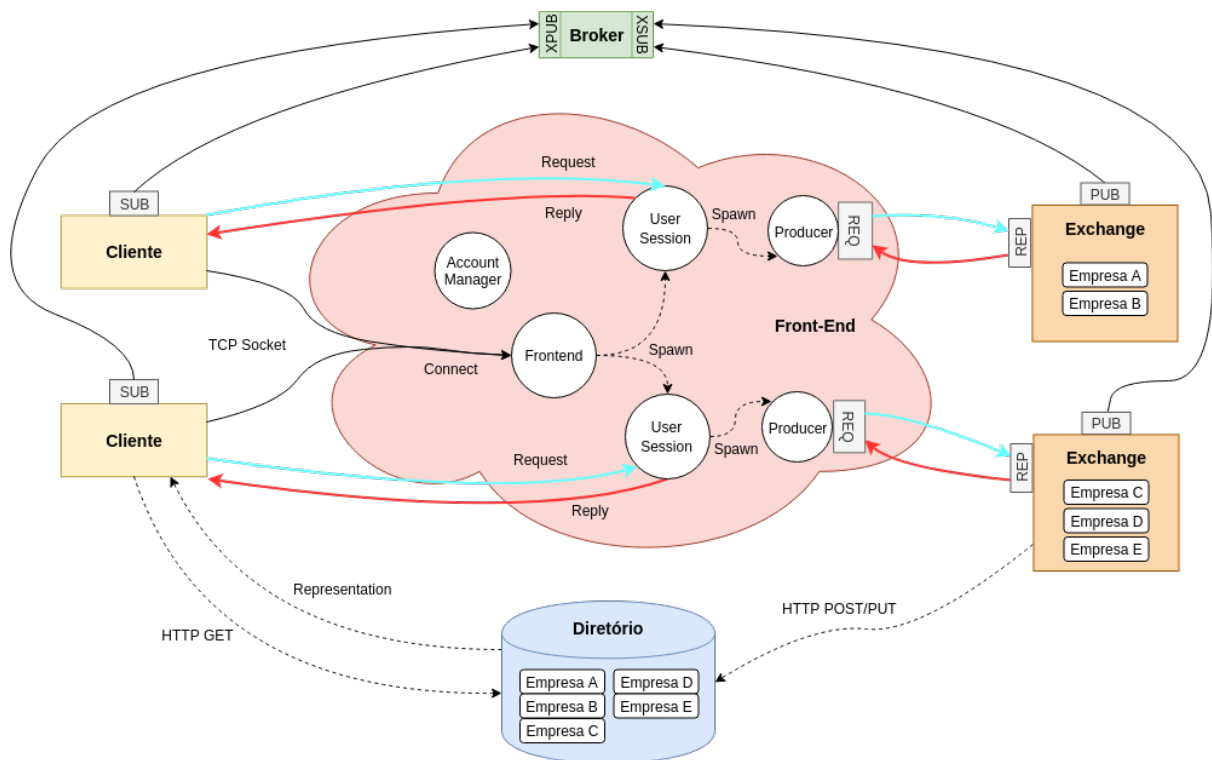 XPUB
Broker
XSUB
Request
SUB
Reply
User
Session
Spawn
Producer
REQ
PUB
REP
Exchange
Empresa A
Empresa B
Cliente
Account
Manager
Front-End
TCP Socket
Frontend
Connect
Spawn
SUB
Cliente
User
Session
Spawn
Producer
REQ
PUB
REP
Exchange
Empresa C
Empresa D
Empresa E
Request
Reply
Representation
HTTP GET
HTTP POST/PUT
Diretório
Empresa A
Empresa D
Empresa B
Empresa E
Empresa C